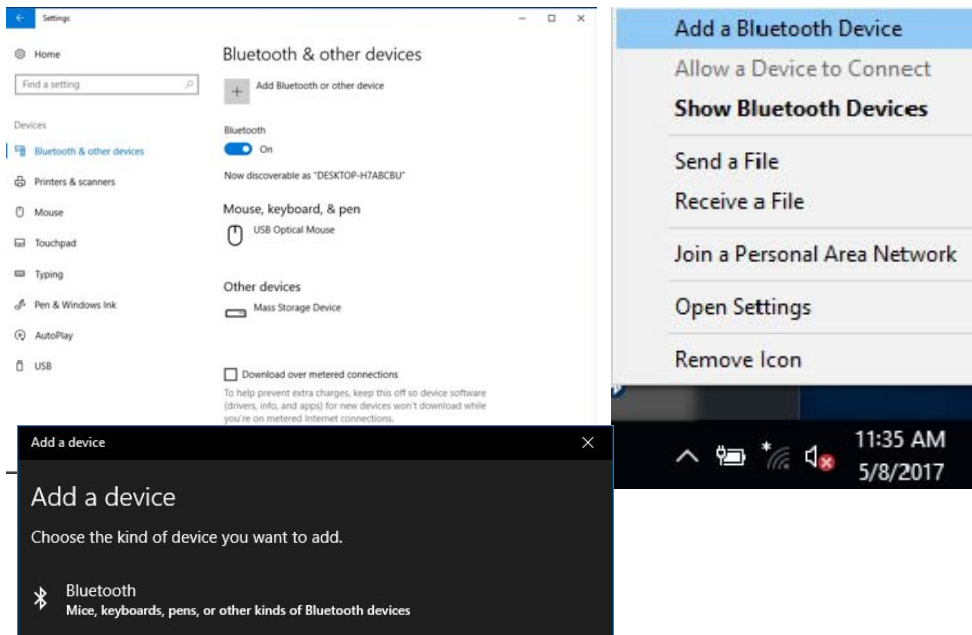 Settings
Home
Find a setting
Devices
Bluetooth & other devices
Printers & scanners
Mouse
Touchpad
Typing
Pen & Windows Ink
AutoPlay
USB
Bluetooth & other devices
Add Bluetooth or other device
Bluetooth
On
Now discoverable as "DESKTOP-H7ABCBU"
Mouse, keyboard, & pen
USB Optical Mouse
Other devices
Mass Storage Device
Download over metered connections
To help prevent extra charges, keep this off so device software
(drivers, info, and apps) for new devices won't download while
you're on metered Internet connections.
Add a Bluetooth Device
Allow a Device to Connect
Show Bluetooth Devices
Send a File
Receive a File
Join a Personal Area Network
Open Settings
Remove Icon
11:35 AM
5/8/2017
Add a device
Add a device
Choose the kind of device you want to add.
Bluetooth
Mice, keyboards, pens, or other kinds of Bluetooth devices